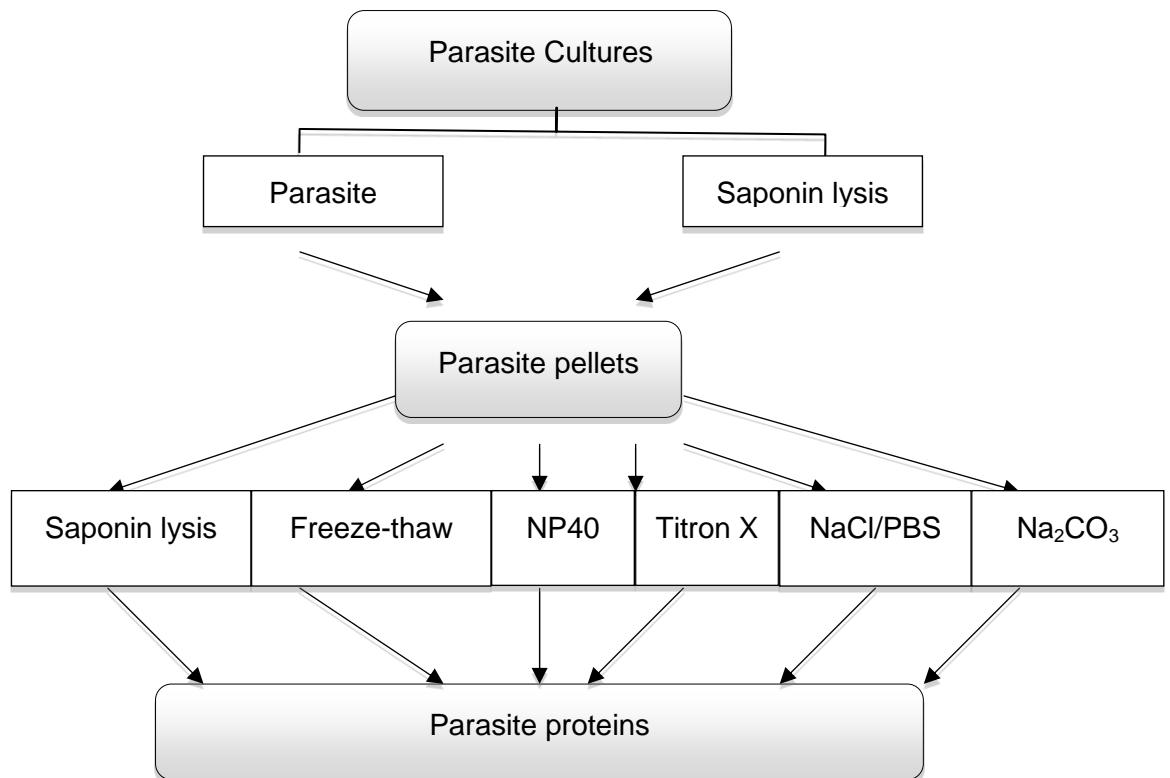 Parasite Cultures
Parasite
Saponin lysis
Parasite pellets
Saponin lysis
Freeze-thaw
NP40
Titron X
NaCl/PBS
Na₂CO₃
Parasite proteins